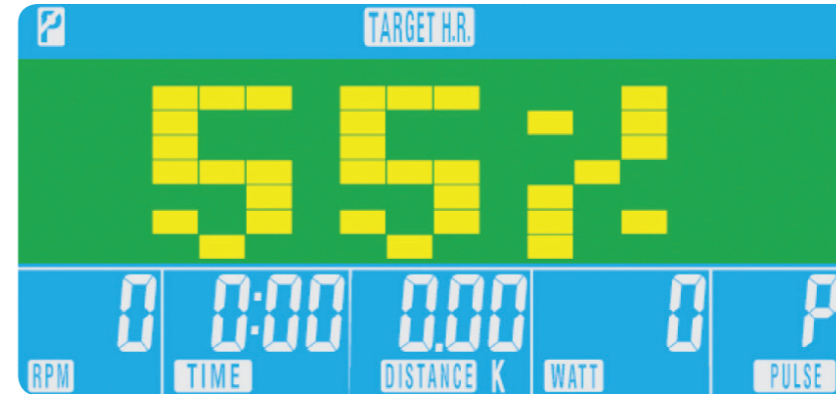 P
TARGET H.R.
55%
0 0:00 0.00 0 P
RPM TIME DISTANCE K WATT PULSE